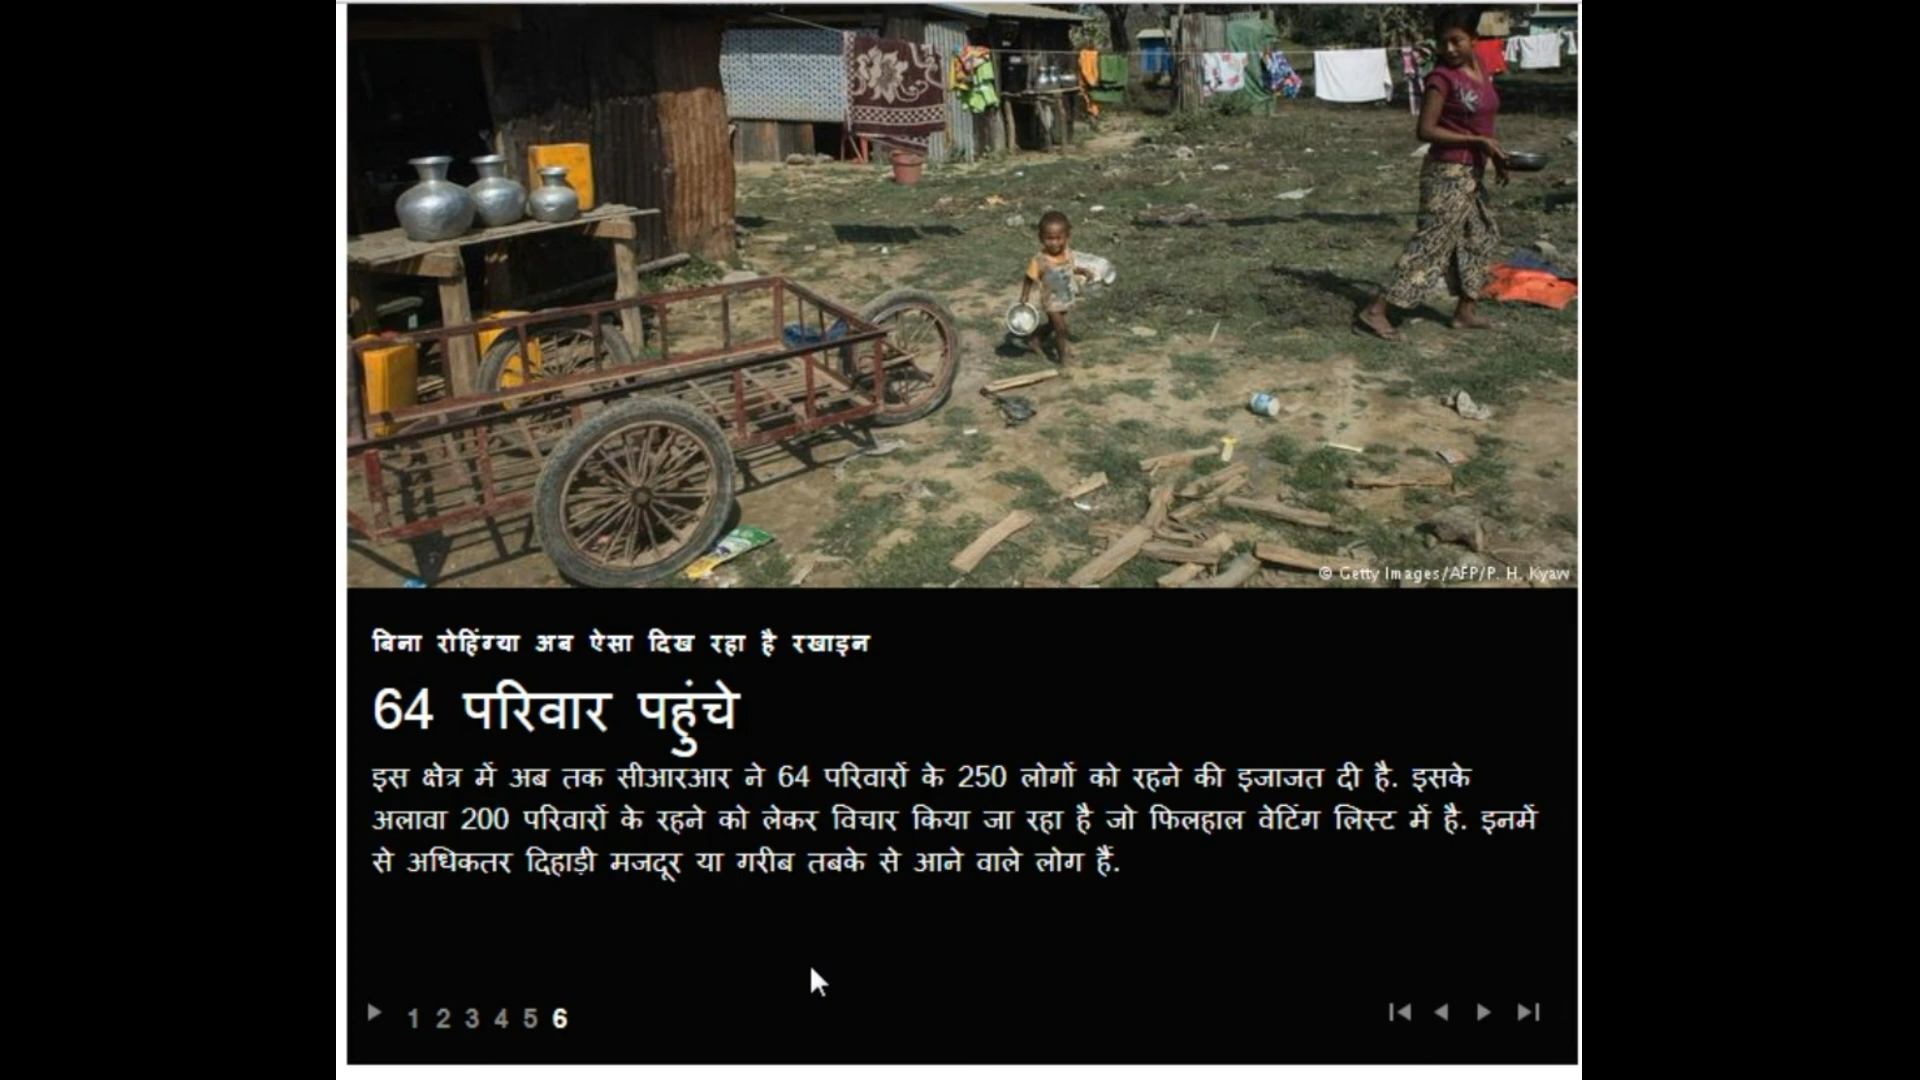 © Getty Images/AFP/P. H. Kyaw
बिना रोहिंग्या अब ऐसा दिख रहा है रखाइन
64 परिवार पहुंचे
इस क्षेत्र में अब तक सीआरआर ने 64 परिवारों के 250 लोगों को रहने की इजाजत दी है. इसके
अलावा 200 परिवारों के रहने को लेकर विचार किया जा रहा है जो फिलहाल वेटिंग लिस्ट में है. इनमें
से अधिकतर दिहाड़ी मजदूर या गरीब तबके से आने वाले लोग हैं.
1 2 3 4 5 6